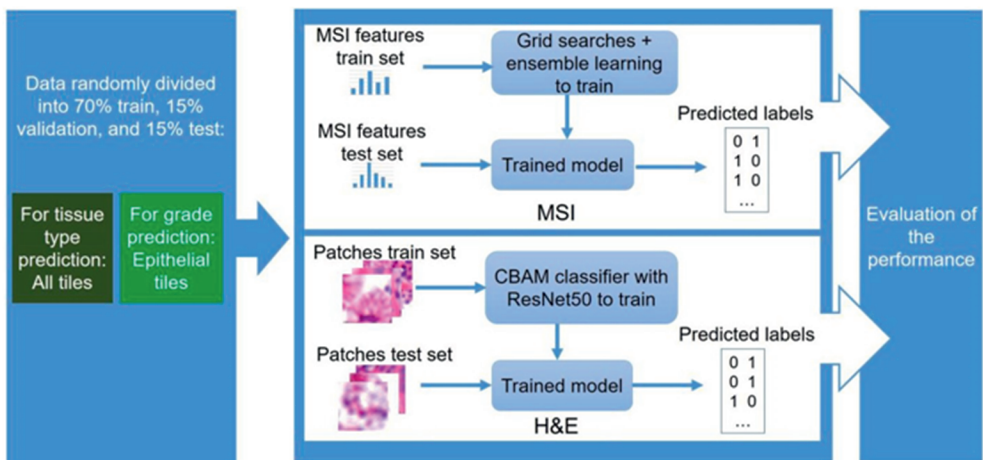 Data randomly divided
into 70% train, 15%
validation, and 15% test:
For tissue
type
prediction:
All tiles
For grade
prediction:
Epithelial
tiles
MSI features
train set
Grid searches +
ensemble learning
to train
MSI features
test set
Trained model
Predicted labels
0 1
1 0
1 0
...
MSI
Patches train set
CBAM classifier with
ResNet50 to train
Patches test set
Trained model
Predicted labels
0 1
0 1
1 0
...
H&E
Evaluation of
the
performance